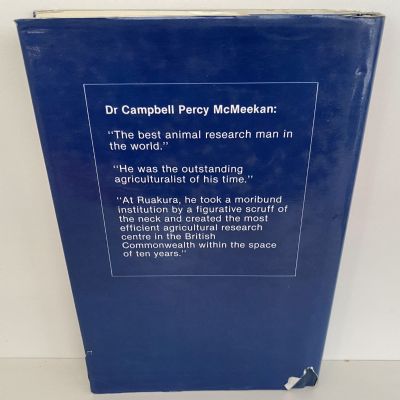 Dr Campbell Percy McMeekan:
"The best animal research man in
the world."
"He was the outstanding
agriculturalist of his time."
"At Ruakura, he took a moribund
institution by a figurative scruff of
the neck and created the most
efficient agricultural research
centre in the British
Commonwealth within the space
of ten years."